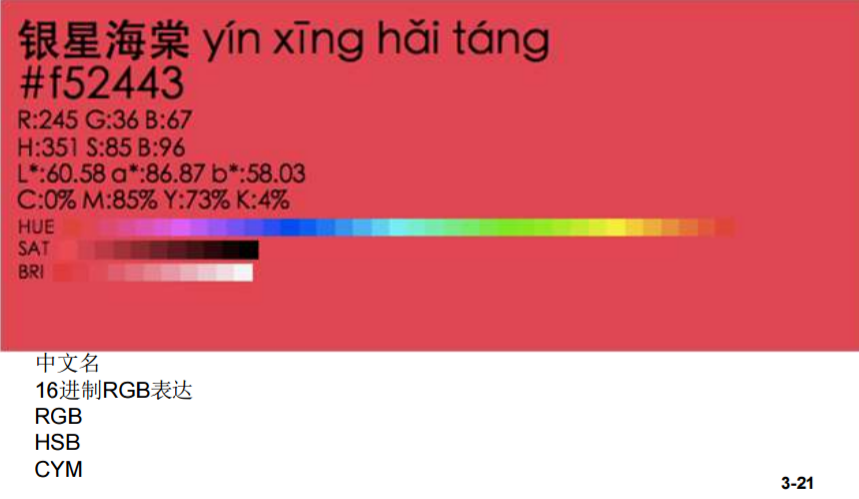 银星海棠 yín xīng hǎi táng
#f52443
R:245 G:36 B:67
H:351 S:85 B:96
L*:60.58 a*:86.87 b*:58.03
C:0% M:85% Y:73% K:4%
HUE
SAT
BRI
中文名
16进制RGB表达
RGB
HSB
CYM
3-21